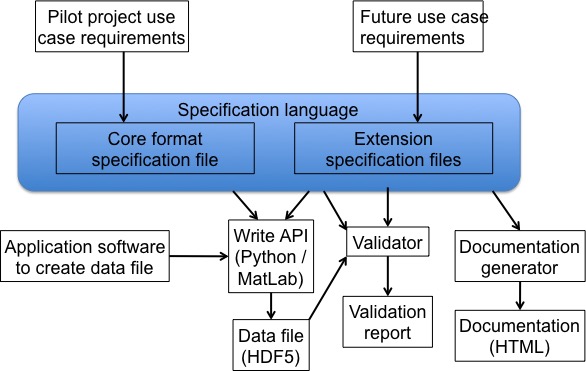 Pilot project use
case requirements
Future use case
requirements
Specification language
Core format
specification file
Extension
specification files
Application software
to create data file
Write API
(Python /
MatLab)
Validator
Documentation
generator
Data file
(HDF5)
Validation
report
Documentation
(HTML)